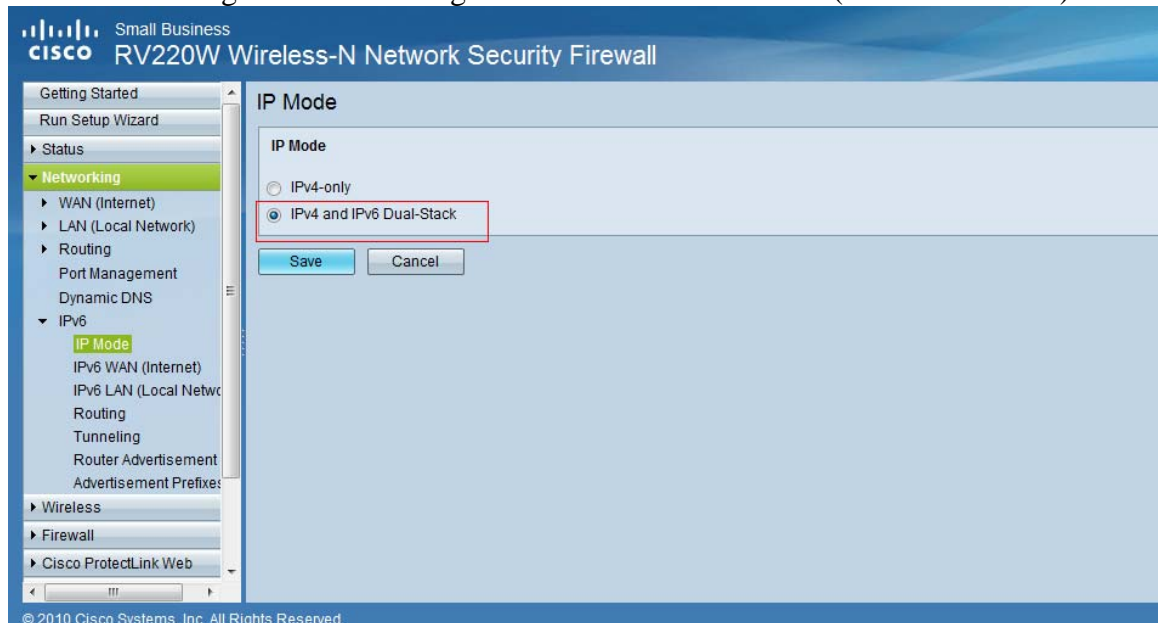 Small Business
CISCO RV220W Wireless-N Network Security Firewall
Getting Started
Run Setup Wizard
Status
Networking
WAN (Internet)
LAN (Local Network)
Routing
Port Management
Dynamic DNS
IPv6
IP Mode
IPv6 WAN (Internet)
IPv6 LAN (Local Netwo
Routing
Tunneling
Router Advertisement
Advertisement Prefixes
Wireless
Firewall
Cisco ProtectLink Web
IP Mode
IP Mode
IPv4-only
IPv4 and IPv6 Dual-Stack
Save Cancel
© 2010 Cisco Systems, Inc. All Rights Reserved.